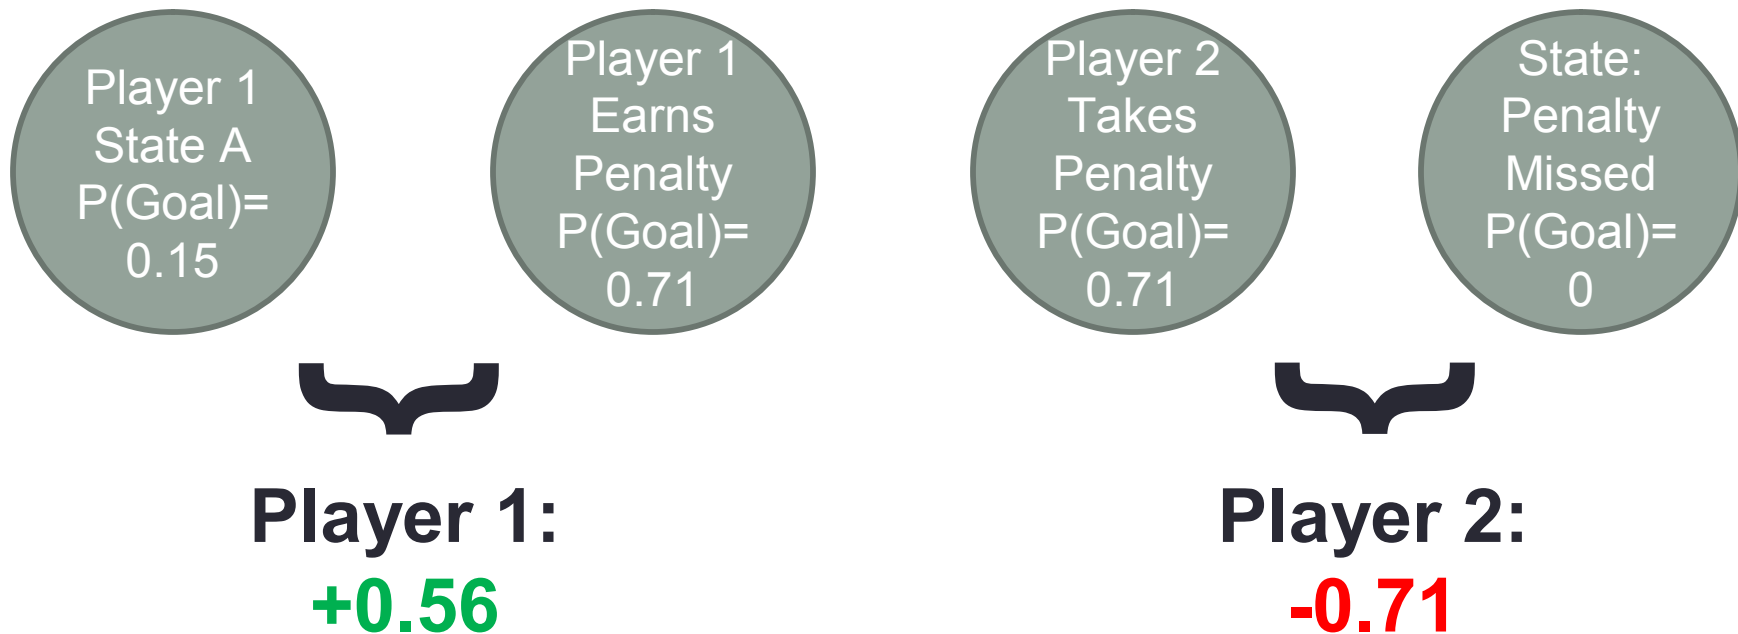 Player 1
State A
P(Goal)=
0.15
Player 1
Earns
Penalty
P(Goal)=
0.71
Player 2
Takes
Penalty
P(Goal)=
0.71
State:
Penalty
Missed
P(Goal)=
0
Player 1:
+0.56
Player 2:
-0.71